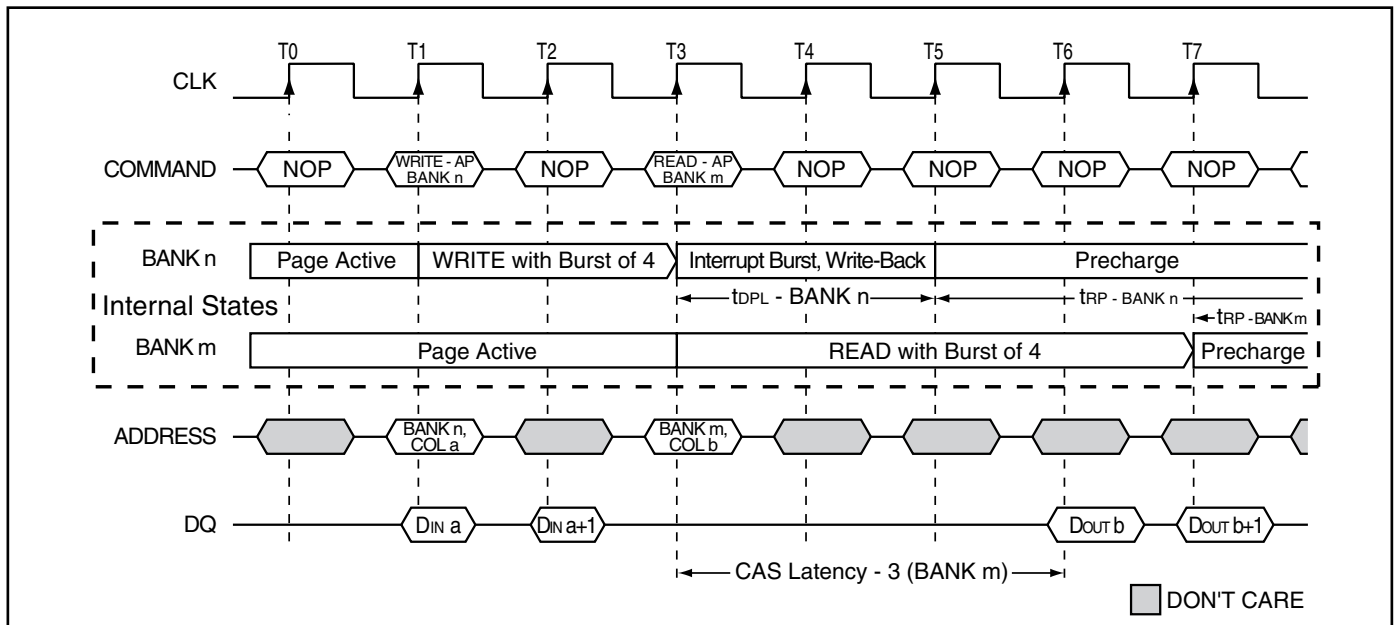 T0 T1 T2 T3 T4 T5 T6 T7
CLK
COMMAND NOP WRITE - AP BANK n NOP READ - AP BANK m NOP NOP NOP NOP
BANK n Page Active WRITE with Burst of 4 Interrupt Burst, Write-Back Precharge
tDPL - BANK n tRP - BANK n
Internal States
tRP - BANK m
BANK m Page Active READ with Burst of 4 Precharge
ADDRESS BANK n, COL a BANK m, COL b
DQ DIN a DIN a+1 DOUT b DOUT b+1
CAS Latency - 3 (BANK m)
DON'T CARE